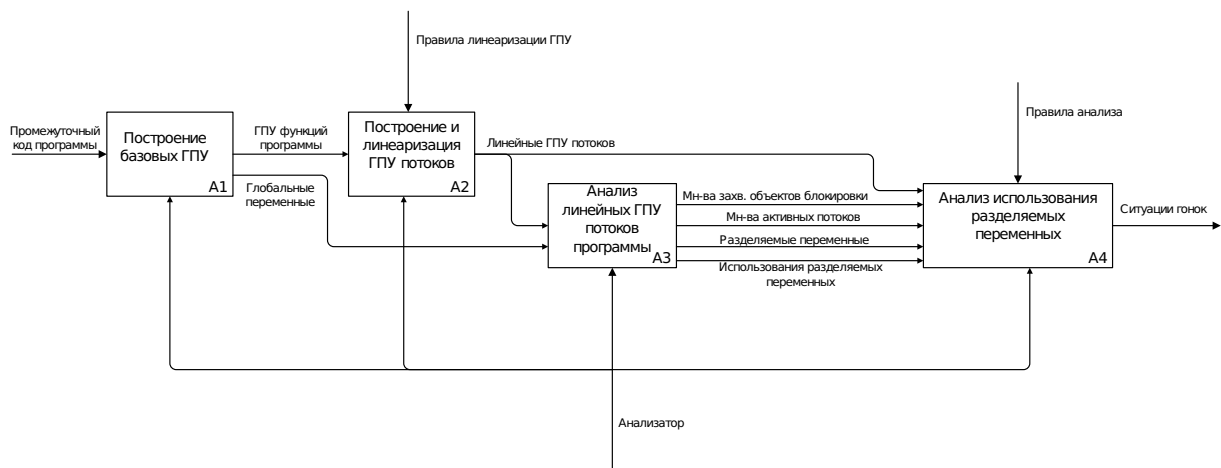 Правила линеаризации ГПУ
Правила анализа
Промежуточный
код программы
Построение
базовых ГПУ
A1
ГПУ функций
программы
Глобальные
переменные
Построение и
линеаризация
ГПУ потоков
A2
Линейные ГПУ потоков
Анализ
линейных ГПУ
потоков
программы
A3
Мн-ва захв. объектов блокировки
Мн-ва активных потоков
Разделяемые переменные
Использования разделяемых
переменных
Анализ использования
разделяемых
переменных
A4
Ситуации гонок
Анализатор